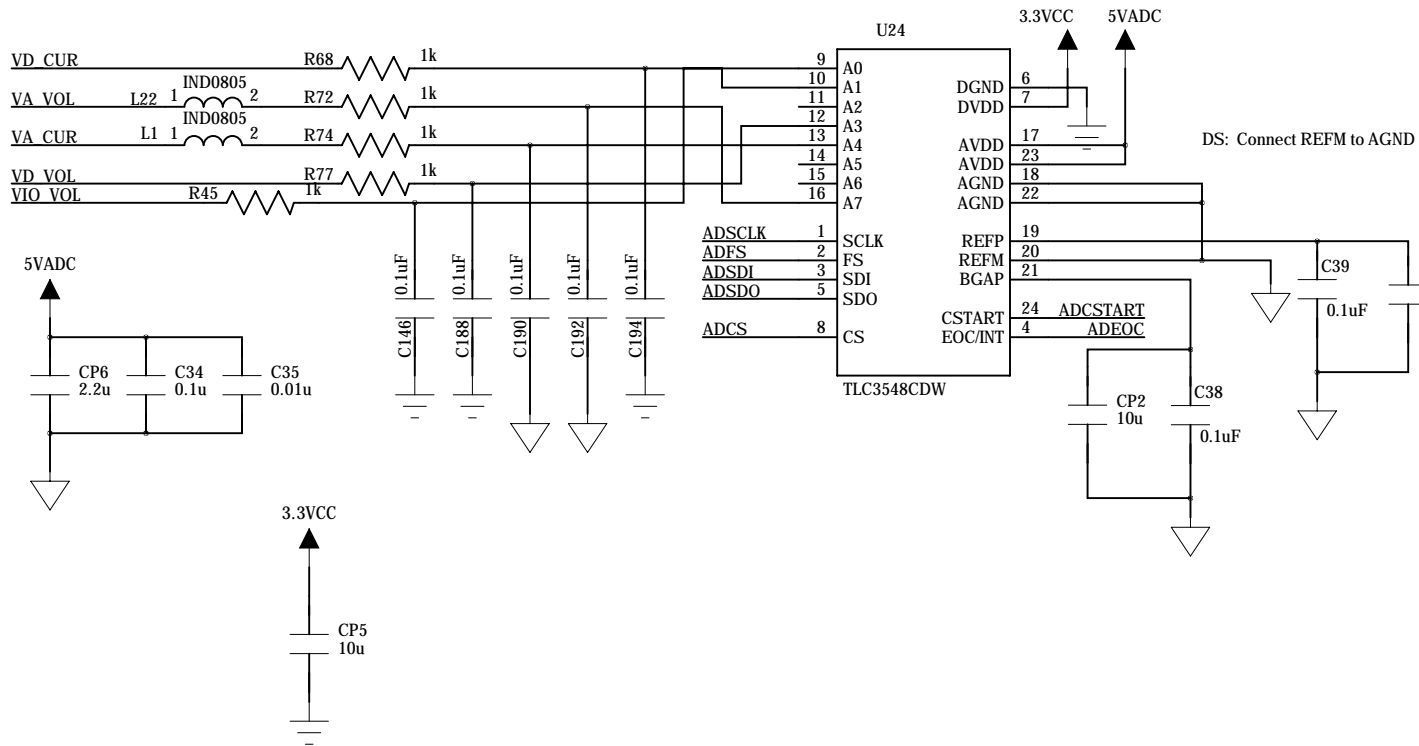 3.3VCC 5VADC
U24
VD_CUR R68 1k 9 A0
IND0805 10 A1 DGND 6
VA_VOL L22 1 2 R72 1k 11 A2 DVDD 7
IND0805 12 A3
VA_CUR L1 1 2 R74 1k 13 A4 AVDD 17 DS: Connect REFM to AGND
14 A5 AVDD 23
VD_VOL R77 1k 15 A6 AGND 18
VIO_VOL R45 1k 16 A7 AGND 22
ADSCLK 1 SCLK REFP 19
ADFS 2 FS REFM 20
ADSDI 3 SDI BGAP 21
ADSDO 5 SDO
CSTART 24 ADCSTART
ADCS 8 CS EOC/INT 4 ADEOC
TLC3548CDW
5VADC
0.1uF 0.1uF 0.1uF 0.1uF 0.1uF
C146 C188 C190 C192 C194
C39
0.1uF
CP6 C34 C35
2.2u 0.1u 0.01u
CP2 C38
10u
0.1uF
3.3VCC
CP5
10u